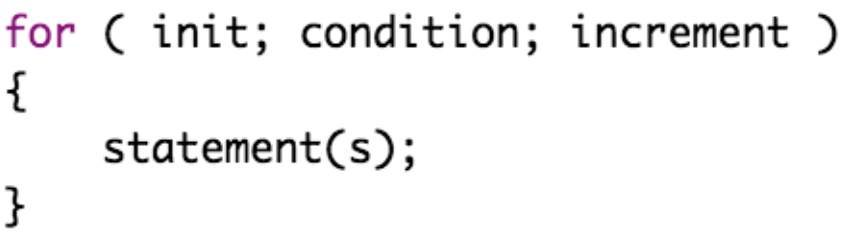 for ( init; condition; increment )
{
    statement(s);
}